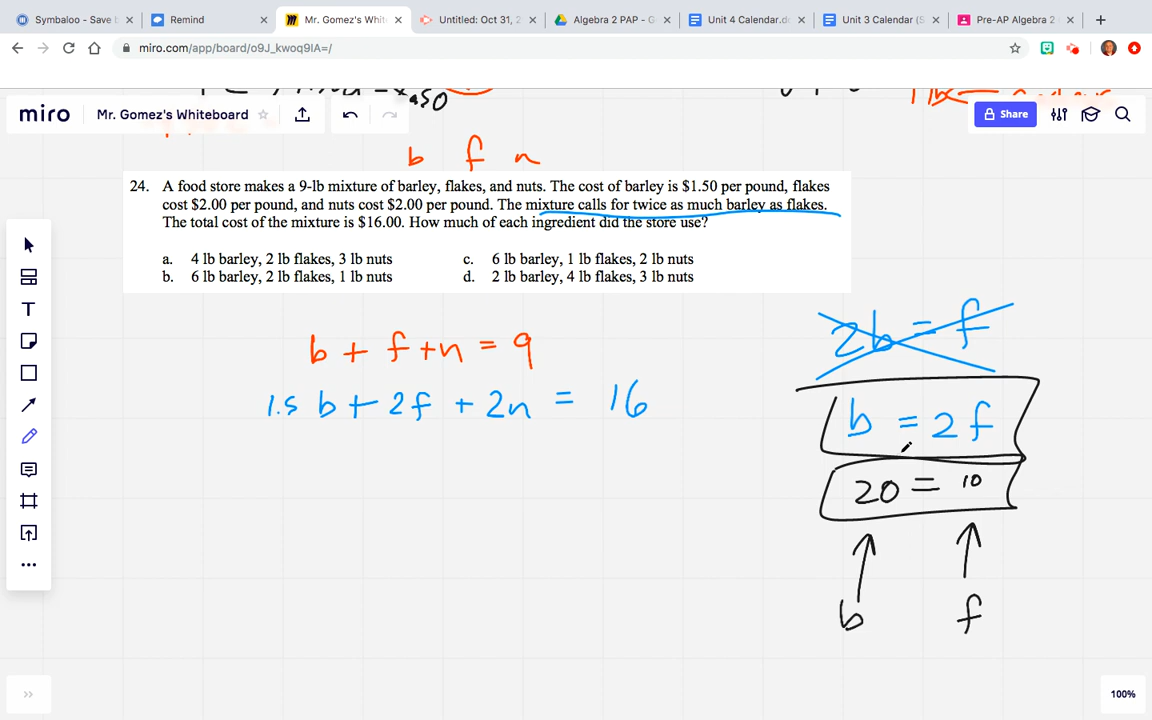 Symbaloo - Save b
Remind
Mr. Gomez's Whit
Untitled: Oct 31, 2
Algebra 2 PAP - G
Unit 4 Calendar.do
Unit 3 Calendar (S
Pre-AP Algebra 2
miro.com/app/board/o9J_kwoq9IA=/
miro
Mr. Gomez's Whiteboard
Share
b f n
24. A food store makes a 9-lb mixture of barley, flakes, and nuts. The cost of barley is $1.50 per pound, flakes
cost $2.00 per pound, and nuts cost $2.00 per pound. The mixture calls for twice as much barley as flakes.
The total cost of the mixture is $16.00. How much of each ingredient did the store use?
a. 4 lb barley, 2 lb flakes, 3 lb nuts
c. 6 lb barley, 1 lb flakes, 2 lb nuts
b. 6 lb barley, 2 lb flakes, 1 lb nuts
d. 2 lb barley, 4 lb flakes, 3 lb nuts
2b = f
b + f + n = 9
1.5 b + 2f + 2n = 16
b = 2 f
20 = 10
b f
100%